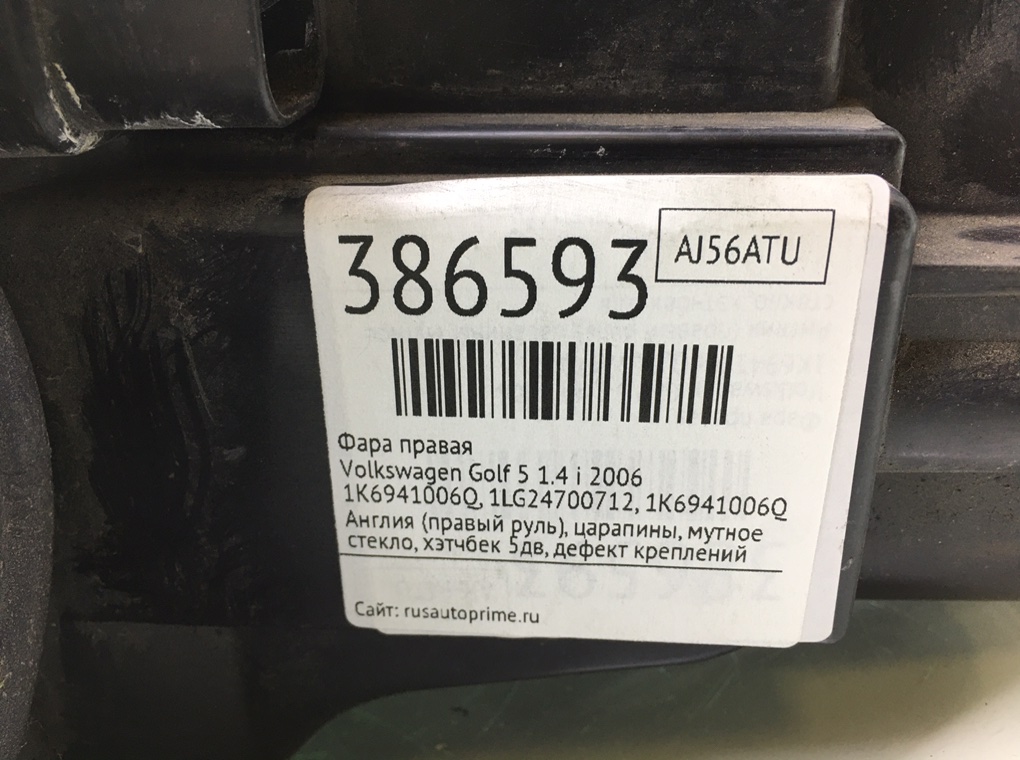 386593
AJ56ATU
Фара правая
Volkswagen Golf 5 1.4 i 2006
1K6941006Q, 1LG24700712, 1K6941006Q
Англия (правый руль), царапины, мутное
стекло, хэтчбек 5дв, дефект креплений
Сайт: rusautoprime.ru